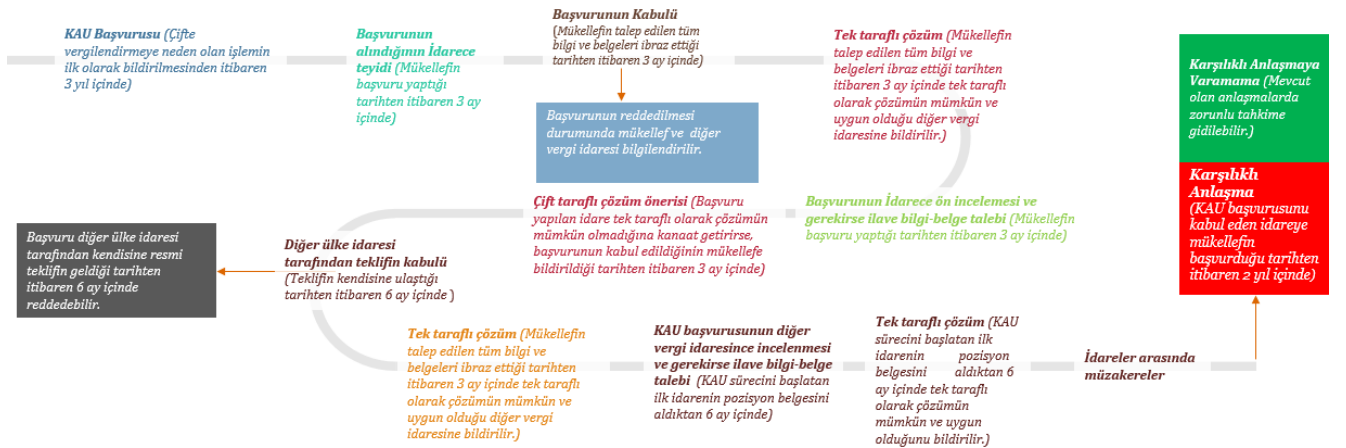 KAU Başvurusu (Çifte
vergilendirmeye neden olan işlemin
ilk olarak bildirilmesinden itibaren
3 yıl içinde)
Başvurunun
alındığının İdarece
teyidi (Mükellefin
başvuru yaptığı
tarihten itibaren 3 ay
içinde)
Başvurunun Kabulü
(Mükellefin talep edilen tüm
bilgi ve belgeleri ibraz ettiği
tarihten itibaren 3 ay içinde)
Başvurunun reddedilmesi
durumunda mükellef ve diğer
vergi idaresi bilgilendirilir.
Tek taraflı çözüm (Mükellefin
talep edilen tüm bilgi ve
belgeleri ibraz ettiği tarihten
itibaren 3 ay içinde tek taraflı
olarak çözümün mümkün ve
uygun olduğu diğer vergi
idaresine bildirilir.)
Karşılıklı Anlaşmaya
Varamama (Mevcut
olan anlaşmalarda
zorunlu tahkime
gidilebilir.)
Karşılıklı
Anlaşma
(KAU başvurusunu
kabul eden idareye
mükellefin
başvurduğu tarihten
itibaren 2 yıl içinde)
Başvurunun İdarece ön incelemesi ve
gerekirse ilave bilgi-belge talebi (Mükellefin
başvuru yaptığı tarihten itibaren 3 ay içinde)
Çift taraflı çözüm önerisi (Başvuru
yapılan idare tek taraflı olarak çözümün
mümkün olmadığına kanaat getirirse,
başvurunun kabul edildiğinin mükellefe
bildirildiği tarihten itibaren 3 ay içinde)
Diğer ülke idaresi
tarafından teklifin kabulü
(Teklifin kendisine ulaştığı
tarihten itibaren 6 ay içinde )
Başvuru diğer ülke idaresi
tarafından kendisine resmi
teklifin geldiği tarihten
itibaren 6 ay içinde
reddedebilir.
Tek taraflı çözüm (Mükellefin
talep edilen tüm bilgi ve
belgeleri ibraz ettiği tarihten
itibaren 3 ay içinde tek taraflı
olarak çözümün mümkün ve
uygun olduğu diğer vergi
idaresine bildirilir.)
KAU başvurusunun diğer
vergi idaresince incelenmesi
ve gerekirse ilave bilgi-belge
talebi (KAU sürecini başlatan
ilk idarenin pozisyon belgesini
aldıktan 6 ay içinde)
Tek taraflı çözüm (KAU
sürecini başlatan ilk
idarenin pozisyon
belgesini aldıktan 6
ay içinde tek taraflı
olarak çözümün
mümkün ve uygun
olduğunu bildirilir.)
İdareler arasında
müzakereler